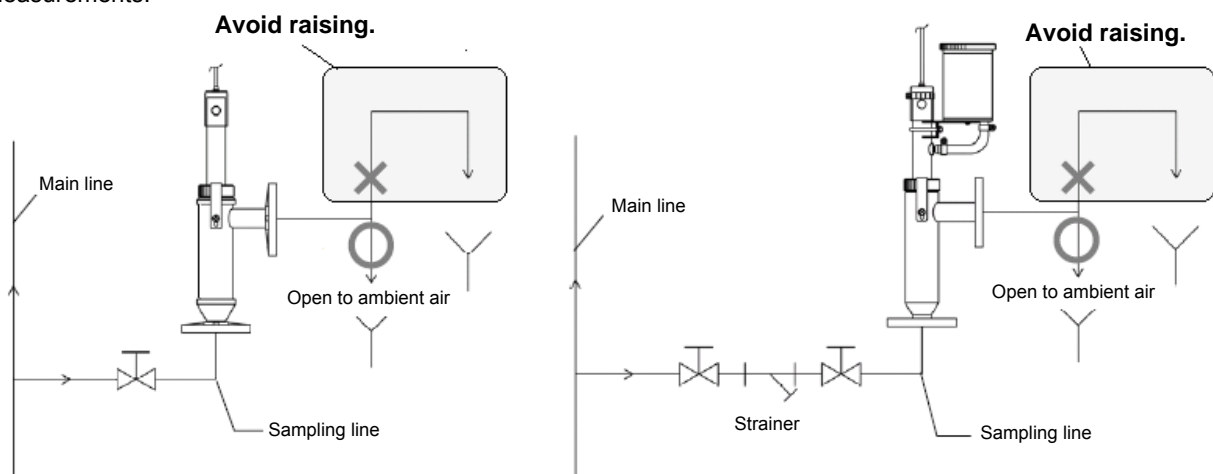 Avoid raising.
Main line
Open to ambient air
Sampling line
Avoid raising.
Main line
Open to ambient air
Strainer
Sampling line